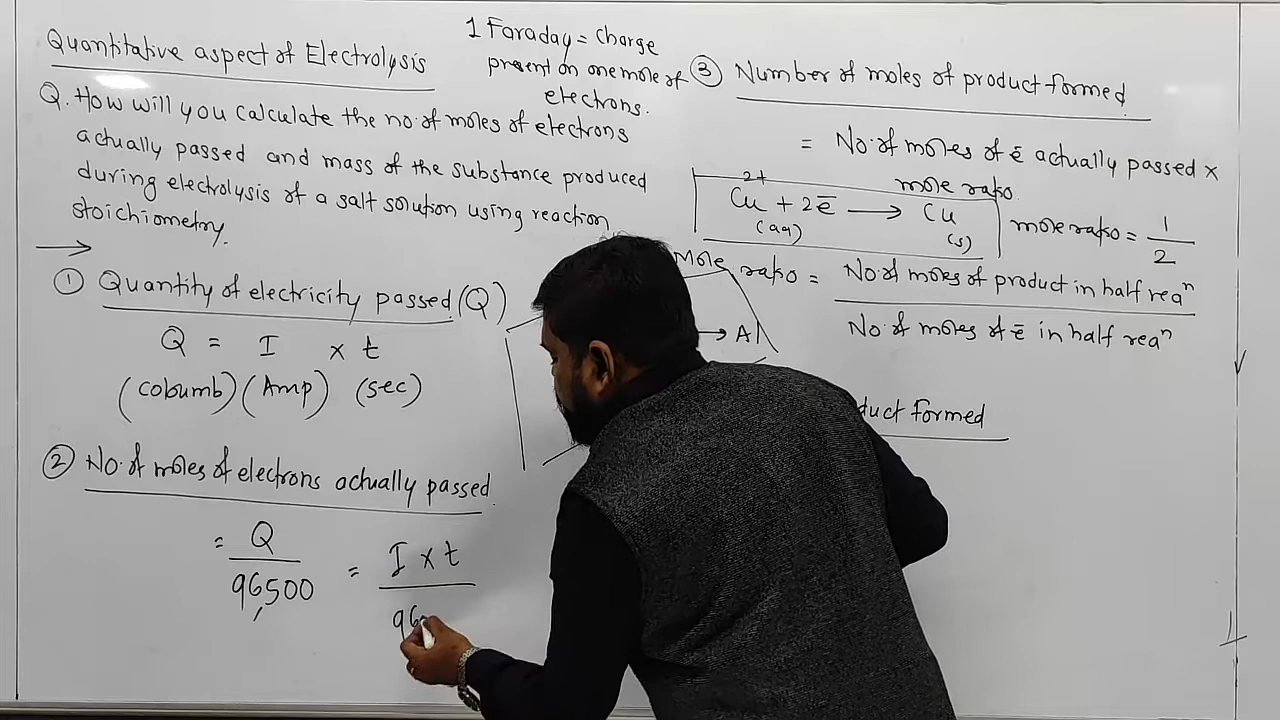 Quantitative aspect of Electrolysis
Q. How will you calculate the no. of moles of electrons
actually passed and mass of the substance produced
during electrolysis of a salt solution using reaction
stoichiometry.
① Quantity of electricity passed (Q)
Q = I x t
(coloumb) (Amp) (sec)
② No. of moles of electrons actually passed.
= Q / 96,500 = I x t / 96
1 Faraday = Charge
present on one mole of
electrons.
→ Al
③ Number of moles of product formed
= No. of moles of ē actually passed x
mole ratio
Cu²⁺ (aq) + 2ē → Cu (s)
mole ratio = 1/2
Mole ratio = No. of moles of product in half reaⁿ / No. of moles of ē in half reaⁿ
duct formed